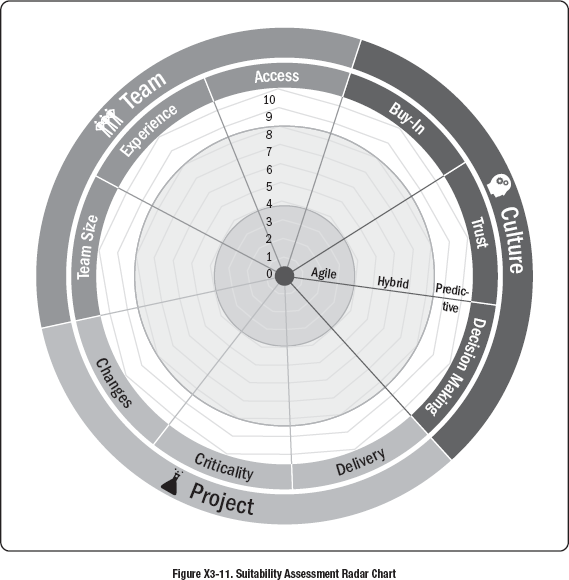 Team
Culture
Project
Access
Buy-In
Trust
Decision Making
Delivery
Criticality
Changes
Team Size
Experience
10
9
8
7
6
5
4
3
2
1
0
Agile
Hybrid
Predic-
tive
Figure X3-11. Suitability Assessment Radar Chart